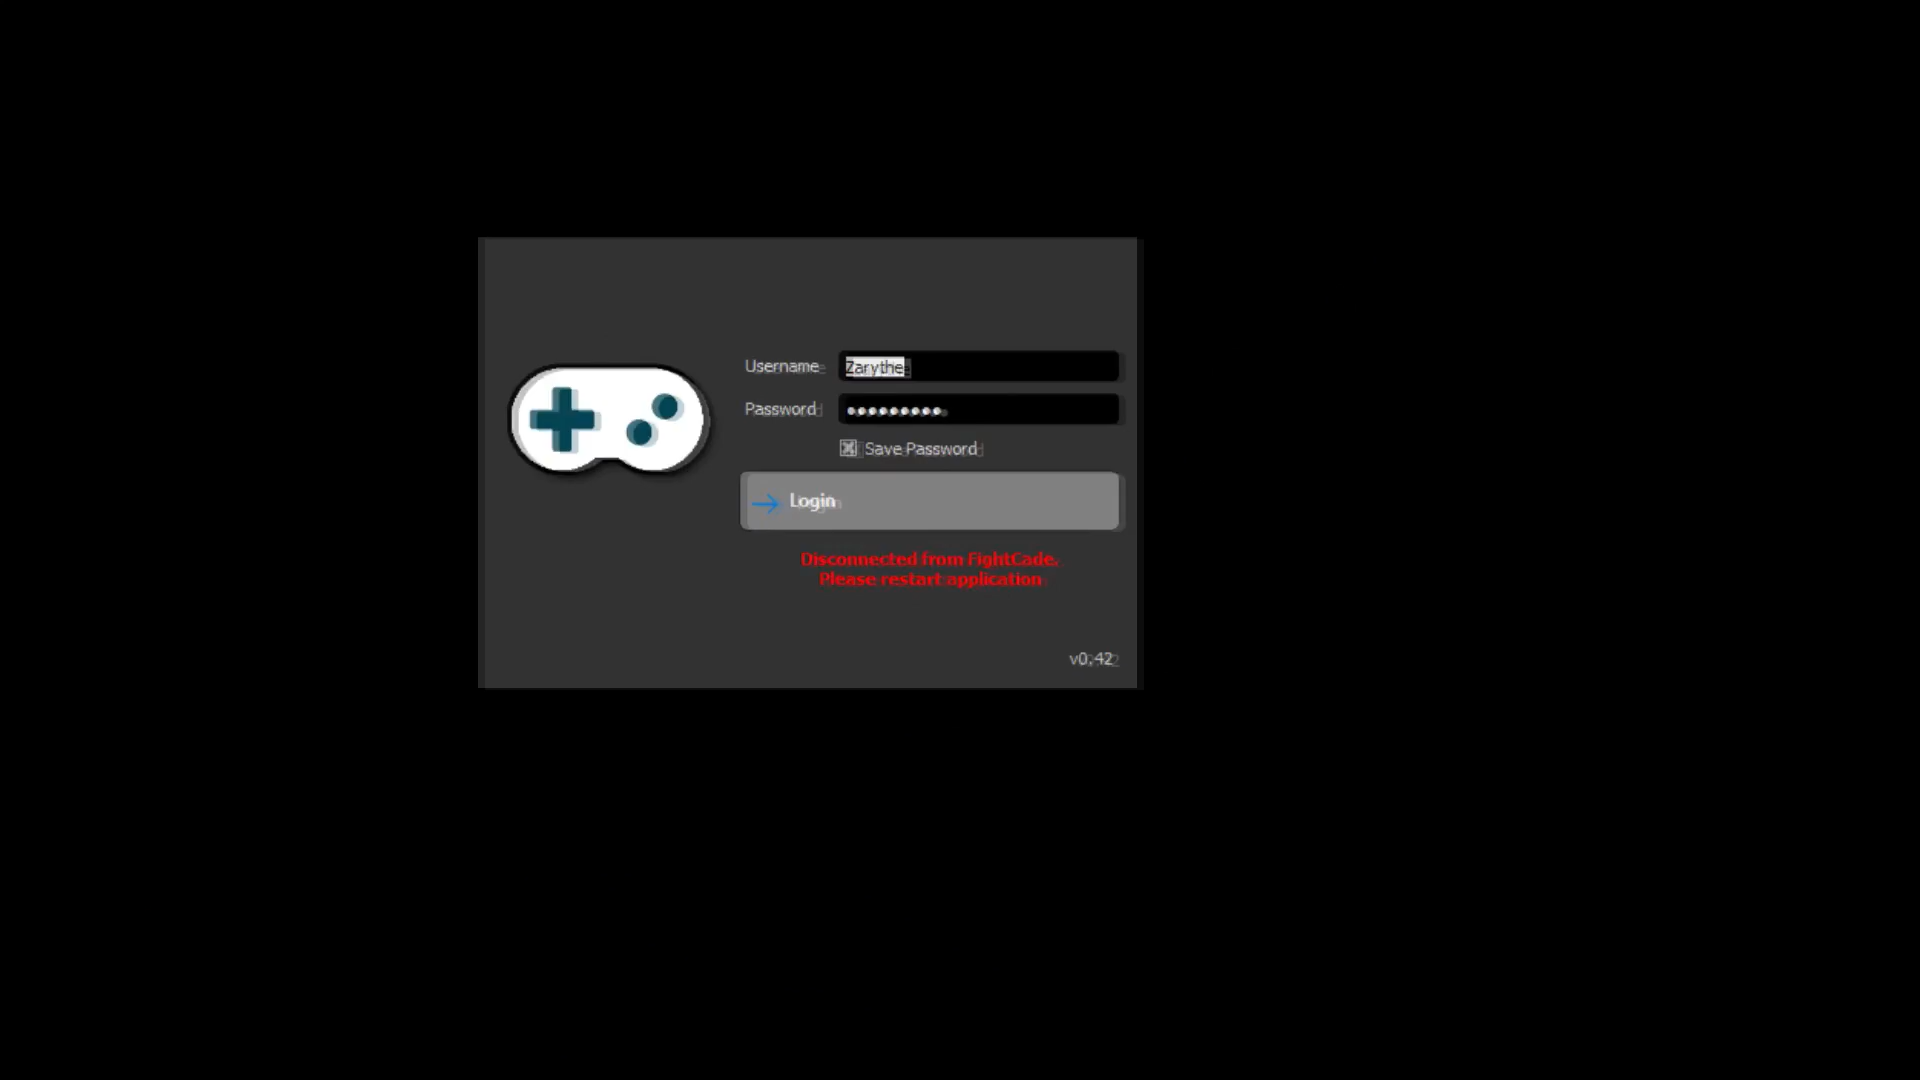 Username
Zarythe
Password
Save Password
Login
Disconnected from FightCade.
Please restart application
v0.42